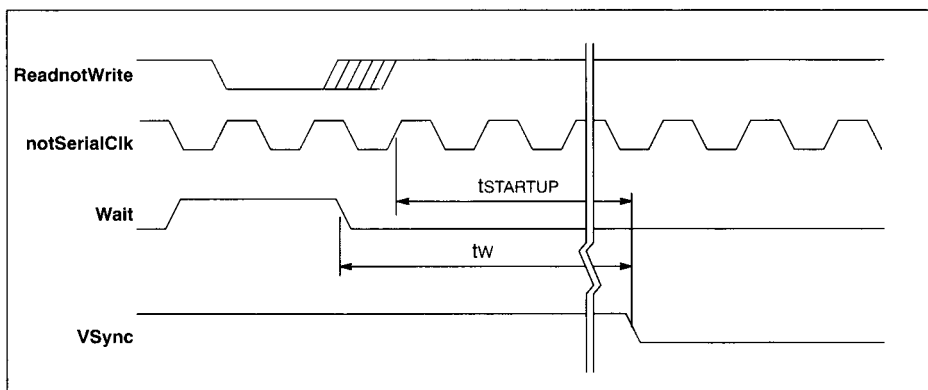 ReadnotWrite
notSerialClk
tSTARTUP
Wait
tW
VSync